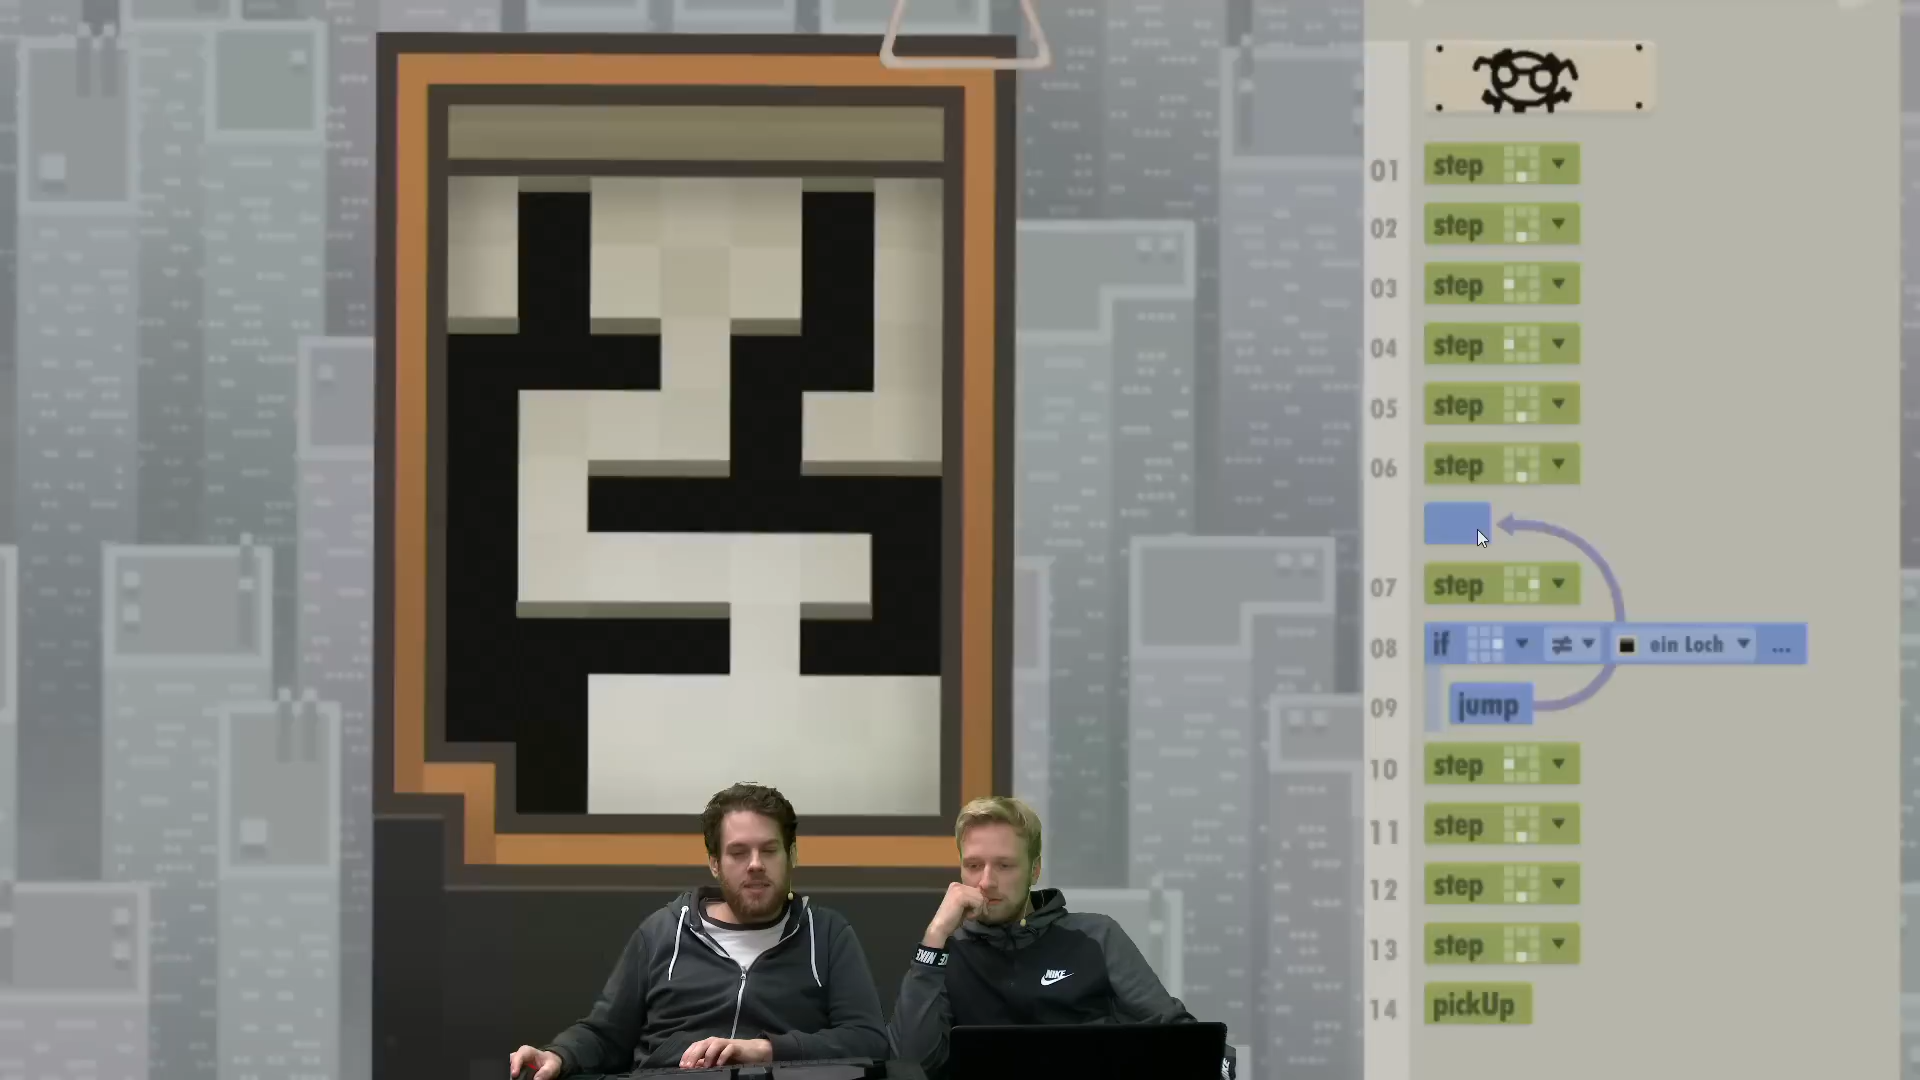 01 step
02 step
03 step
04 step
05 step
06 step
07 step
08 if ≠ ein Loch ...
09 jump
10 step
11 step
12 step
13 step
14 pickUp
NIKE
NIKE